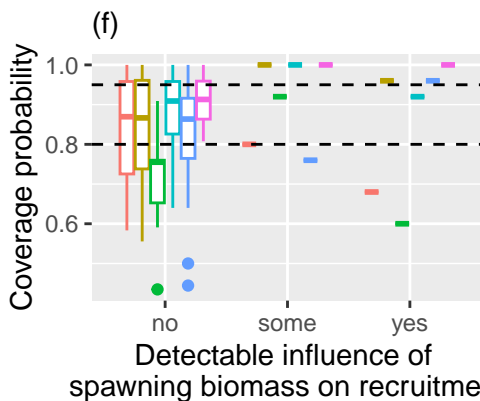 (f)
Coverage probability
1.0
0.8
0.6
no some yes
Detectable influence of
spawning biomass on recruitme